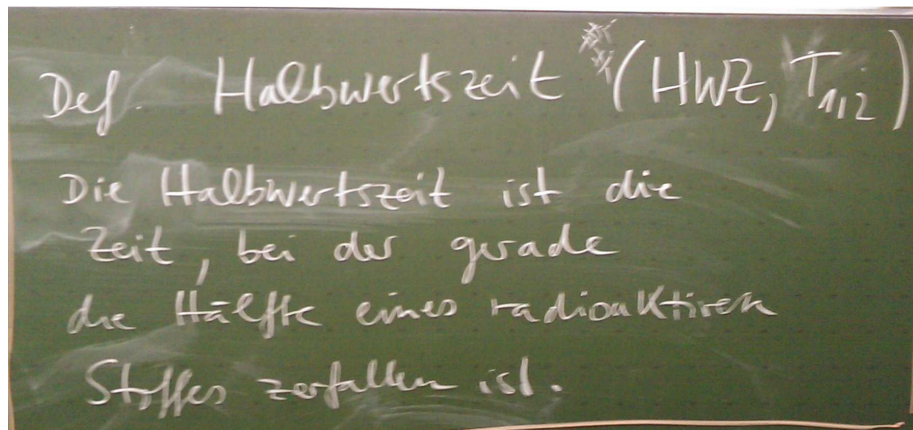 Def. Halbwertszeit (HWZ, T1/2)
Die Halbwertszeit ist die
Zeit, bei der gerade
die Hälfte eines radioaktiven
Stoffes zerfallen ist.